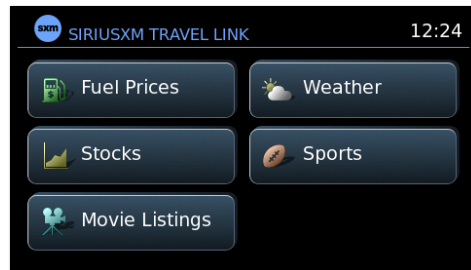 sxm SIRIUSXM TRAVEL LINK 12:24
Fuel Prices Weather
Stocks Sports
Movie Listings